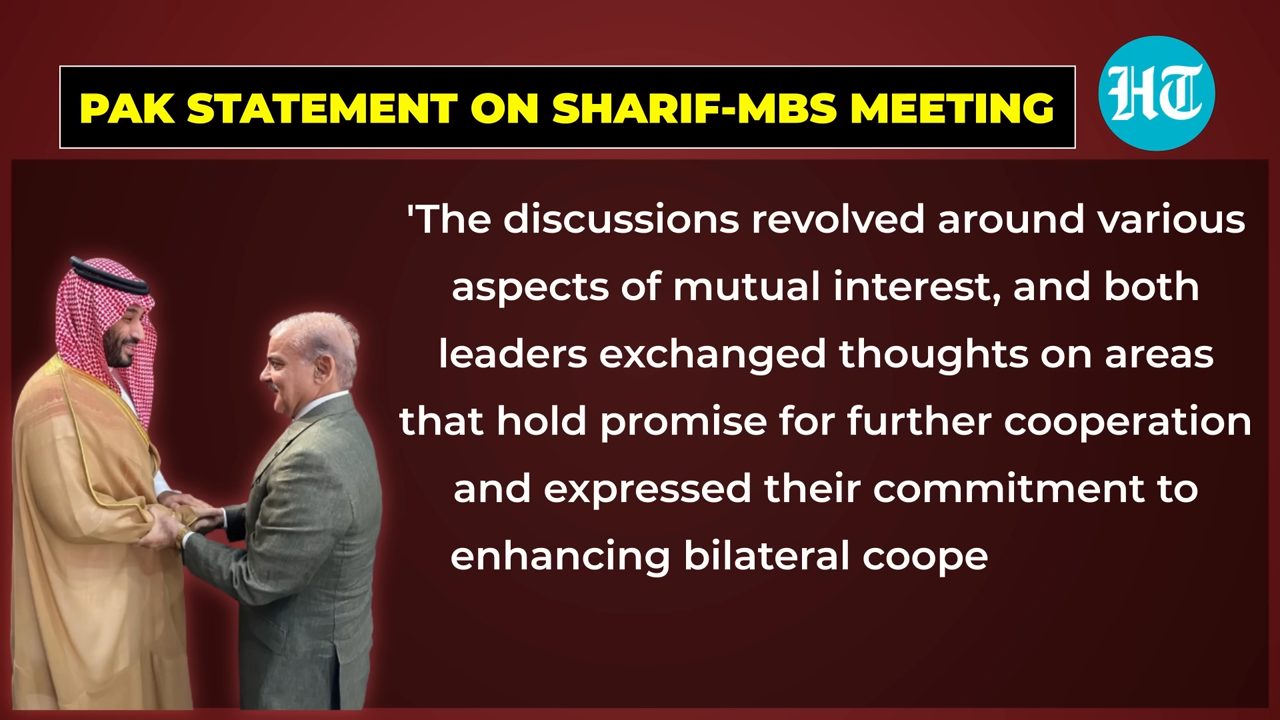 PAK STATEMENT ON SHARIF-MBS MEETING
HT
'The discussions revolved around various
aspects of mutual interest, and both
leaders exchanged thoughts on areas
that hold promise for further cooperation
and expressed their commitment to
enhancing bilateral coope